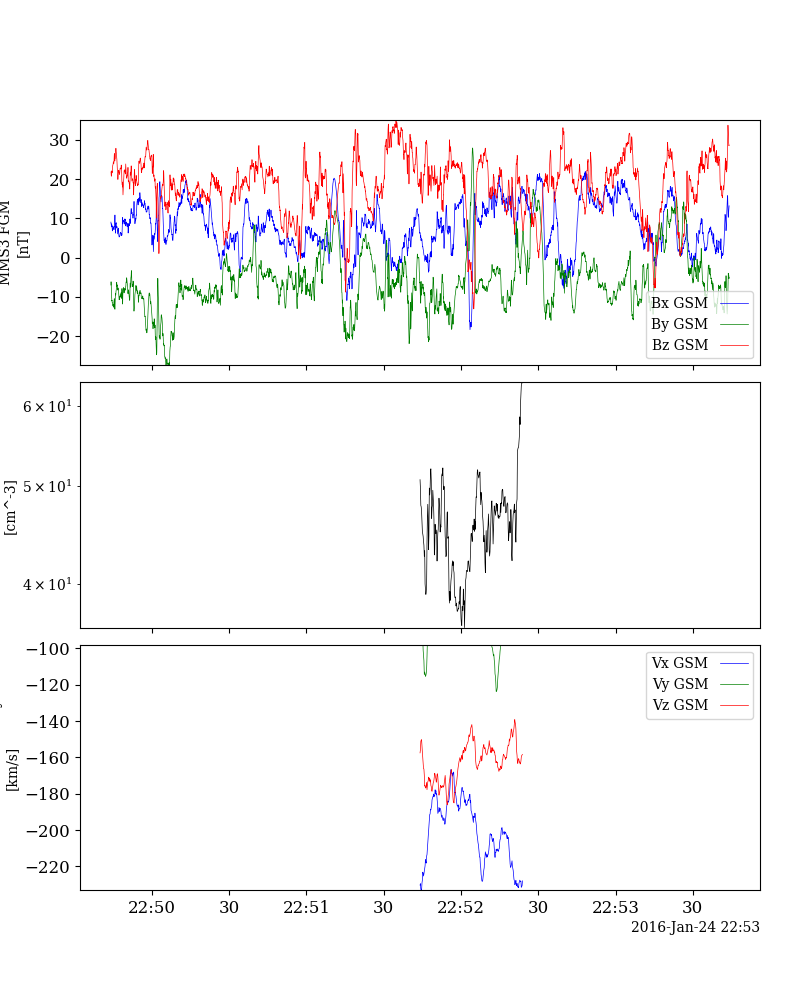 30
20
10
0
−10
−20
MMS3 FGM
[nT]
Bx GSM
By GSM
Bz GSM
6 × 10¹
5 × 10¹
4 × 10¹
[cm^-3]
−100
−120
−140
−160
−180
−200
−220
[km/s]
Vx GSM
Vy GSM
Vz GSM
22:50 30 22:51 30 22:52 30 22:53 30
2016-Jan-24 22:53